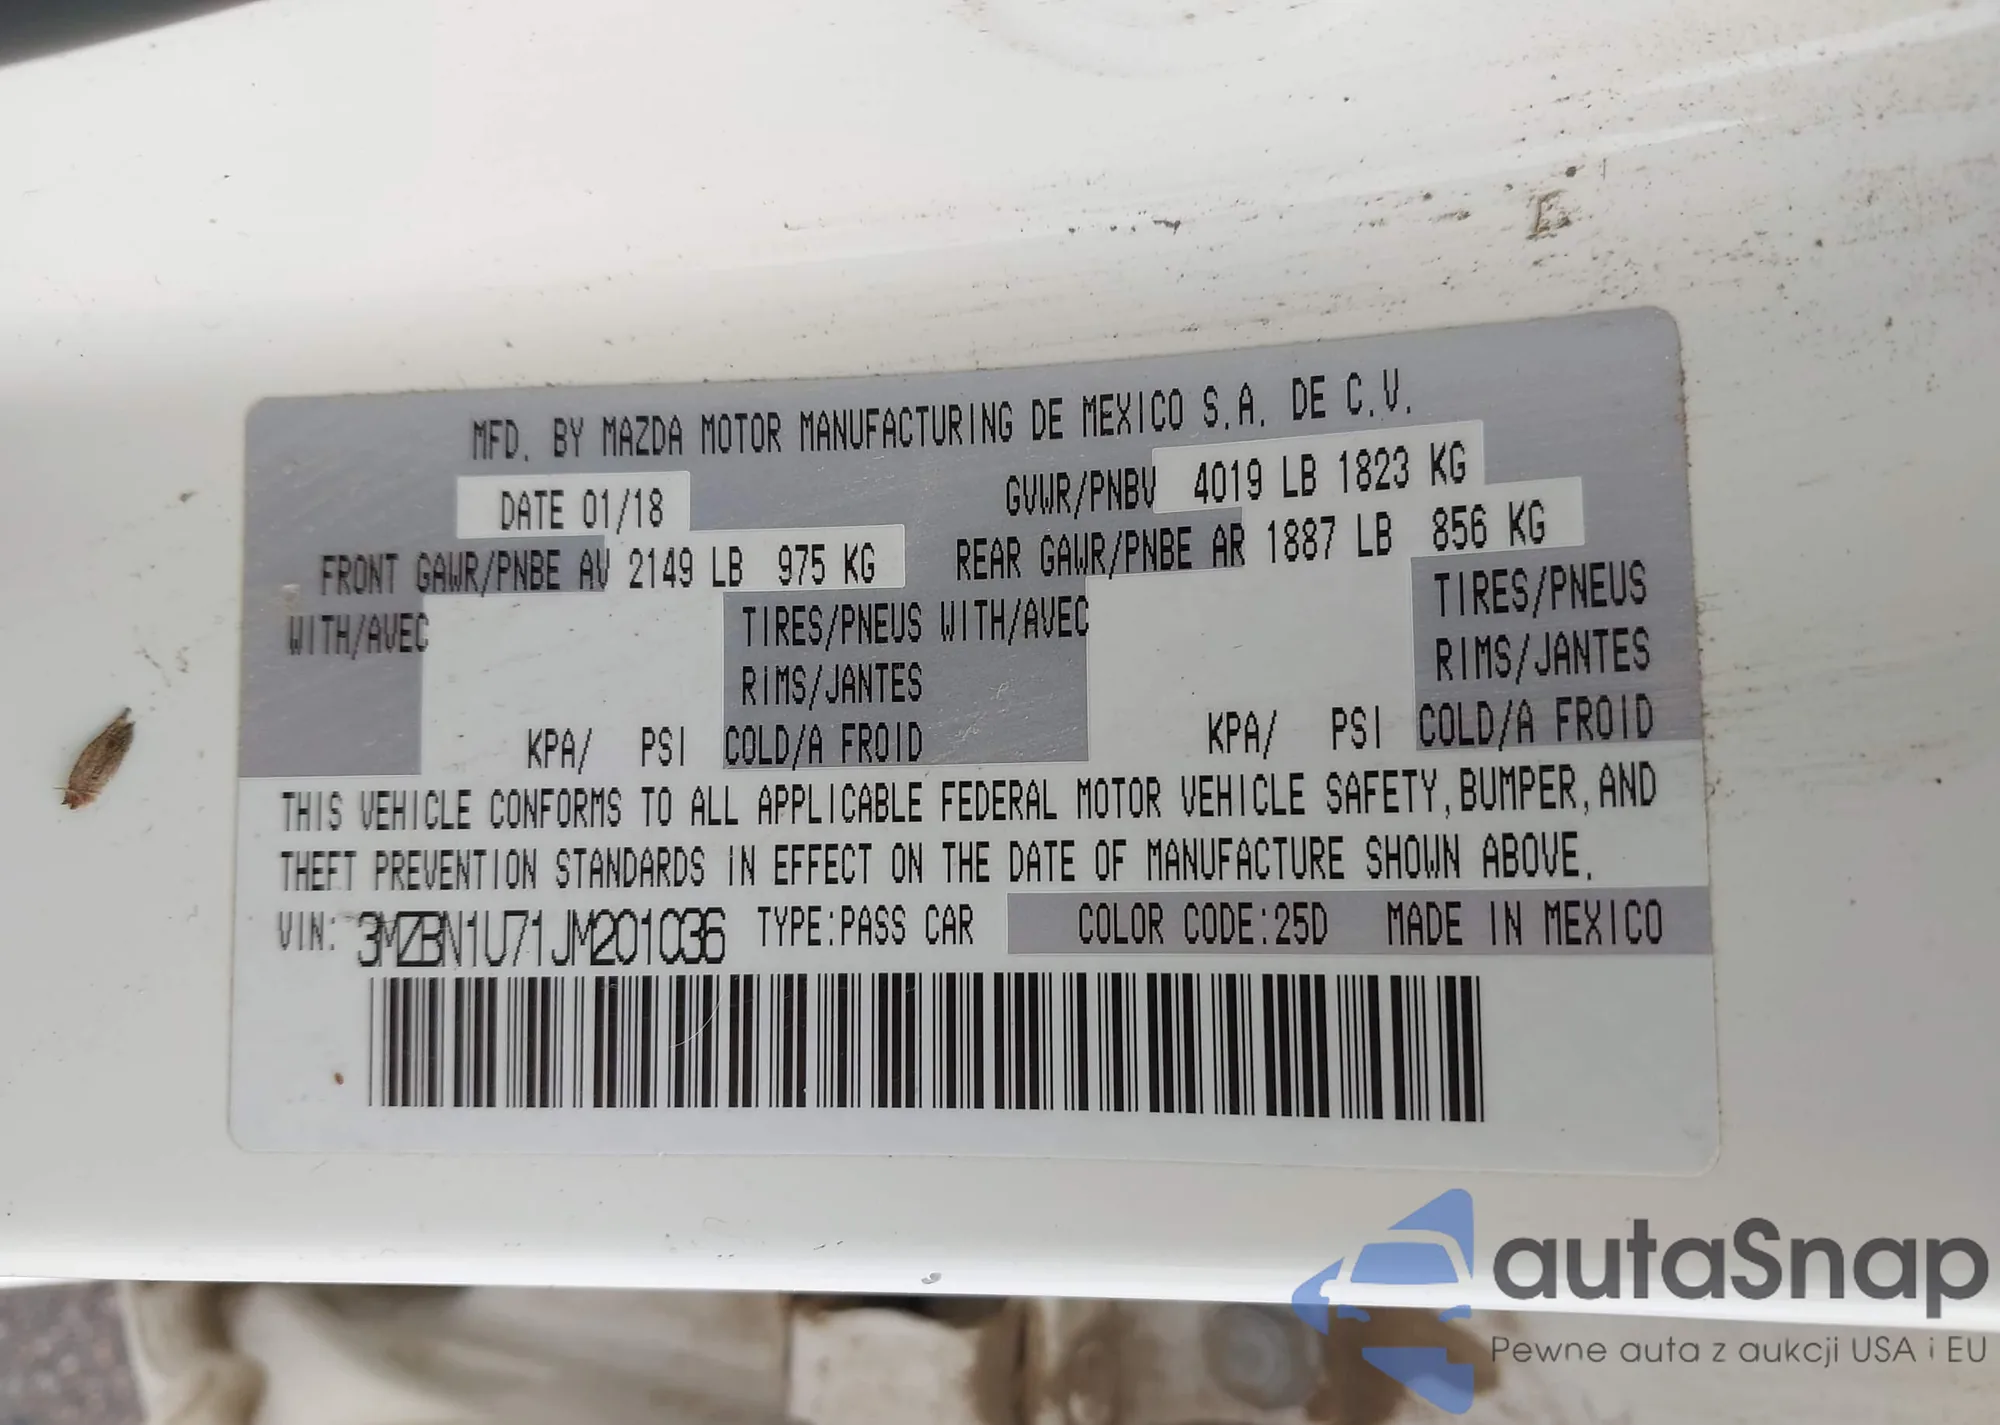 MFD. BY MAZDA MOTOR MANUFACTURING DE MEXICO S.A. DE C.V.
DATE 01/18 GVWR/PNBV 4019 LB 1823 KG
FRONT GAWR/PNBE AV 2149 LB 975 KG REAR GAWR/PNBE AR 1887 LB 856 KG
WITH/AVEC TIRES/PNEUS WITH/AVEC TIRES/PNEUS
RIMS/JANTES RIMS/JANTES
KPA/ PSI COLD/A FROID KPA/ PSI COLD/A FROID
THIS VEHICLE CONFORMS TO ALL APPLICABLE FEDERAL MOTOR VEHICLE SAFETY, BUMPER, AND
THEFT PREVENTION STANDARDS IN EFFECT ON THE DATE OF MANUFACTURE SHOWN ABOVE.
VIN: 3MZBN1U71JM201036 TYPE:PASS CAR COLOR CODE:25D MADE IN MEXICO
autaSnap
Pewne auta z aukcji USA i EU